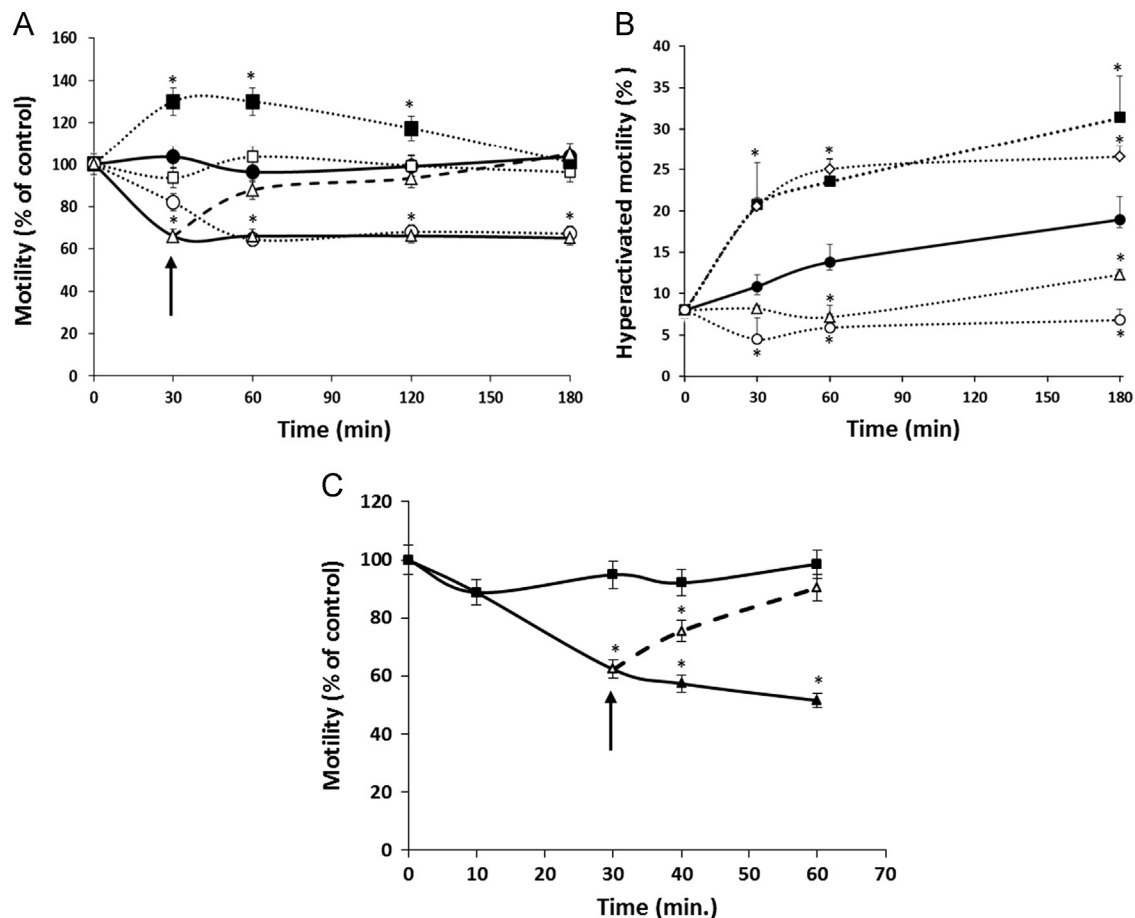 A
Motility (% of control)
160
140
120
100
80
60
40
20
0
* * *
* * * *
0 30 60 90 120 150 180
Time (min)
B
Hyperactivated motility (%)
40
35
30
25
20
15
10
5
0
*
* * *
* *
* * *
0 30 60 90 120 150 180
Time (min)
C
Motility (% of control)
120
100
80
60
40
20
0
*
* * *
0 10 20 30 40 50 60 70
Time (min.)